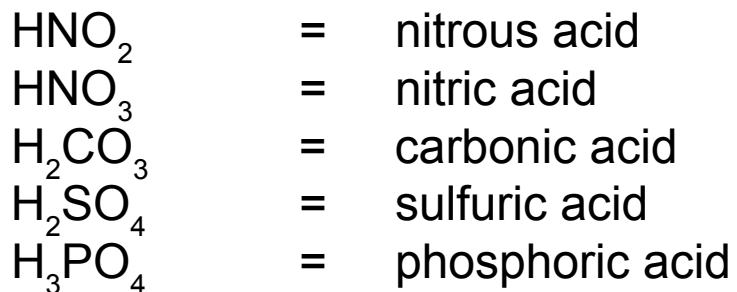 HNO₂ = nitrous acid
HNO₃ = nitric acid
H₂CO₃ = carbonic acid
H₂SO₄ = sulfuric acid
H₃PO₄ = phosphoric acid